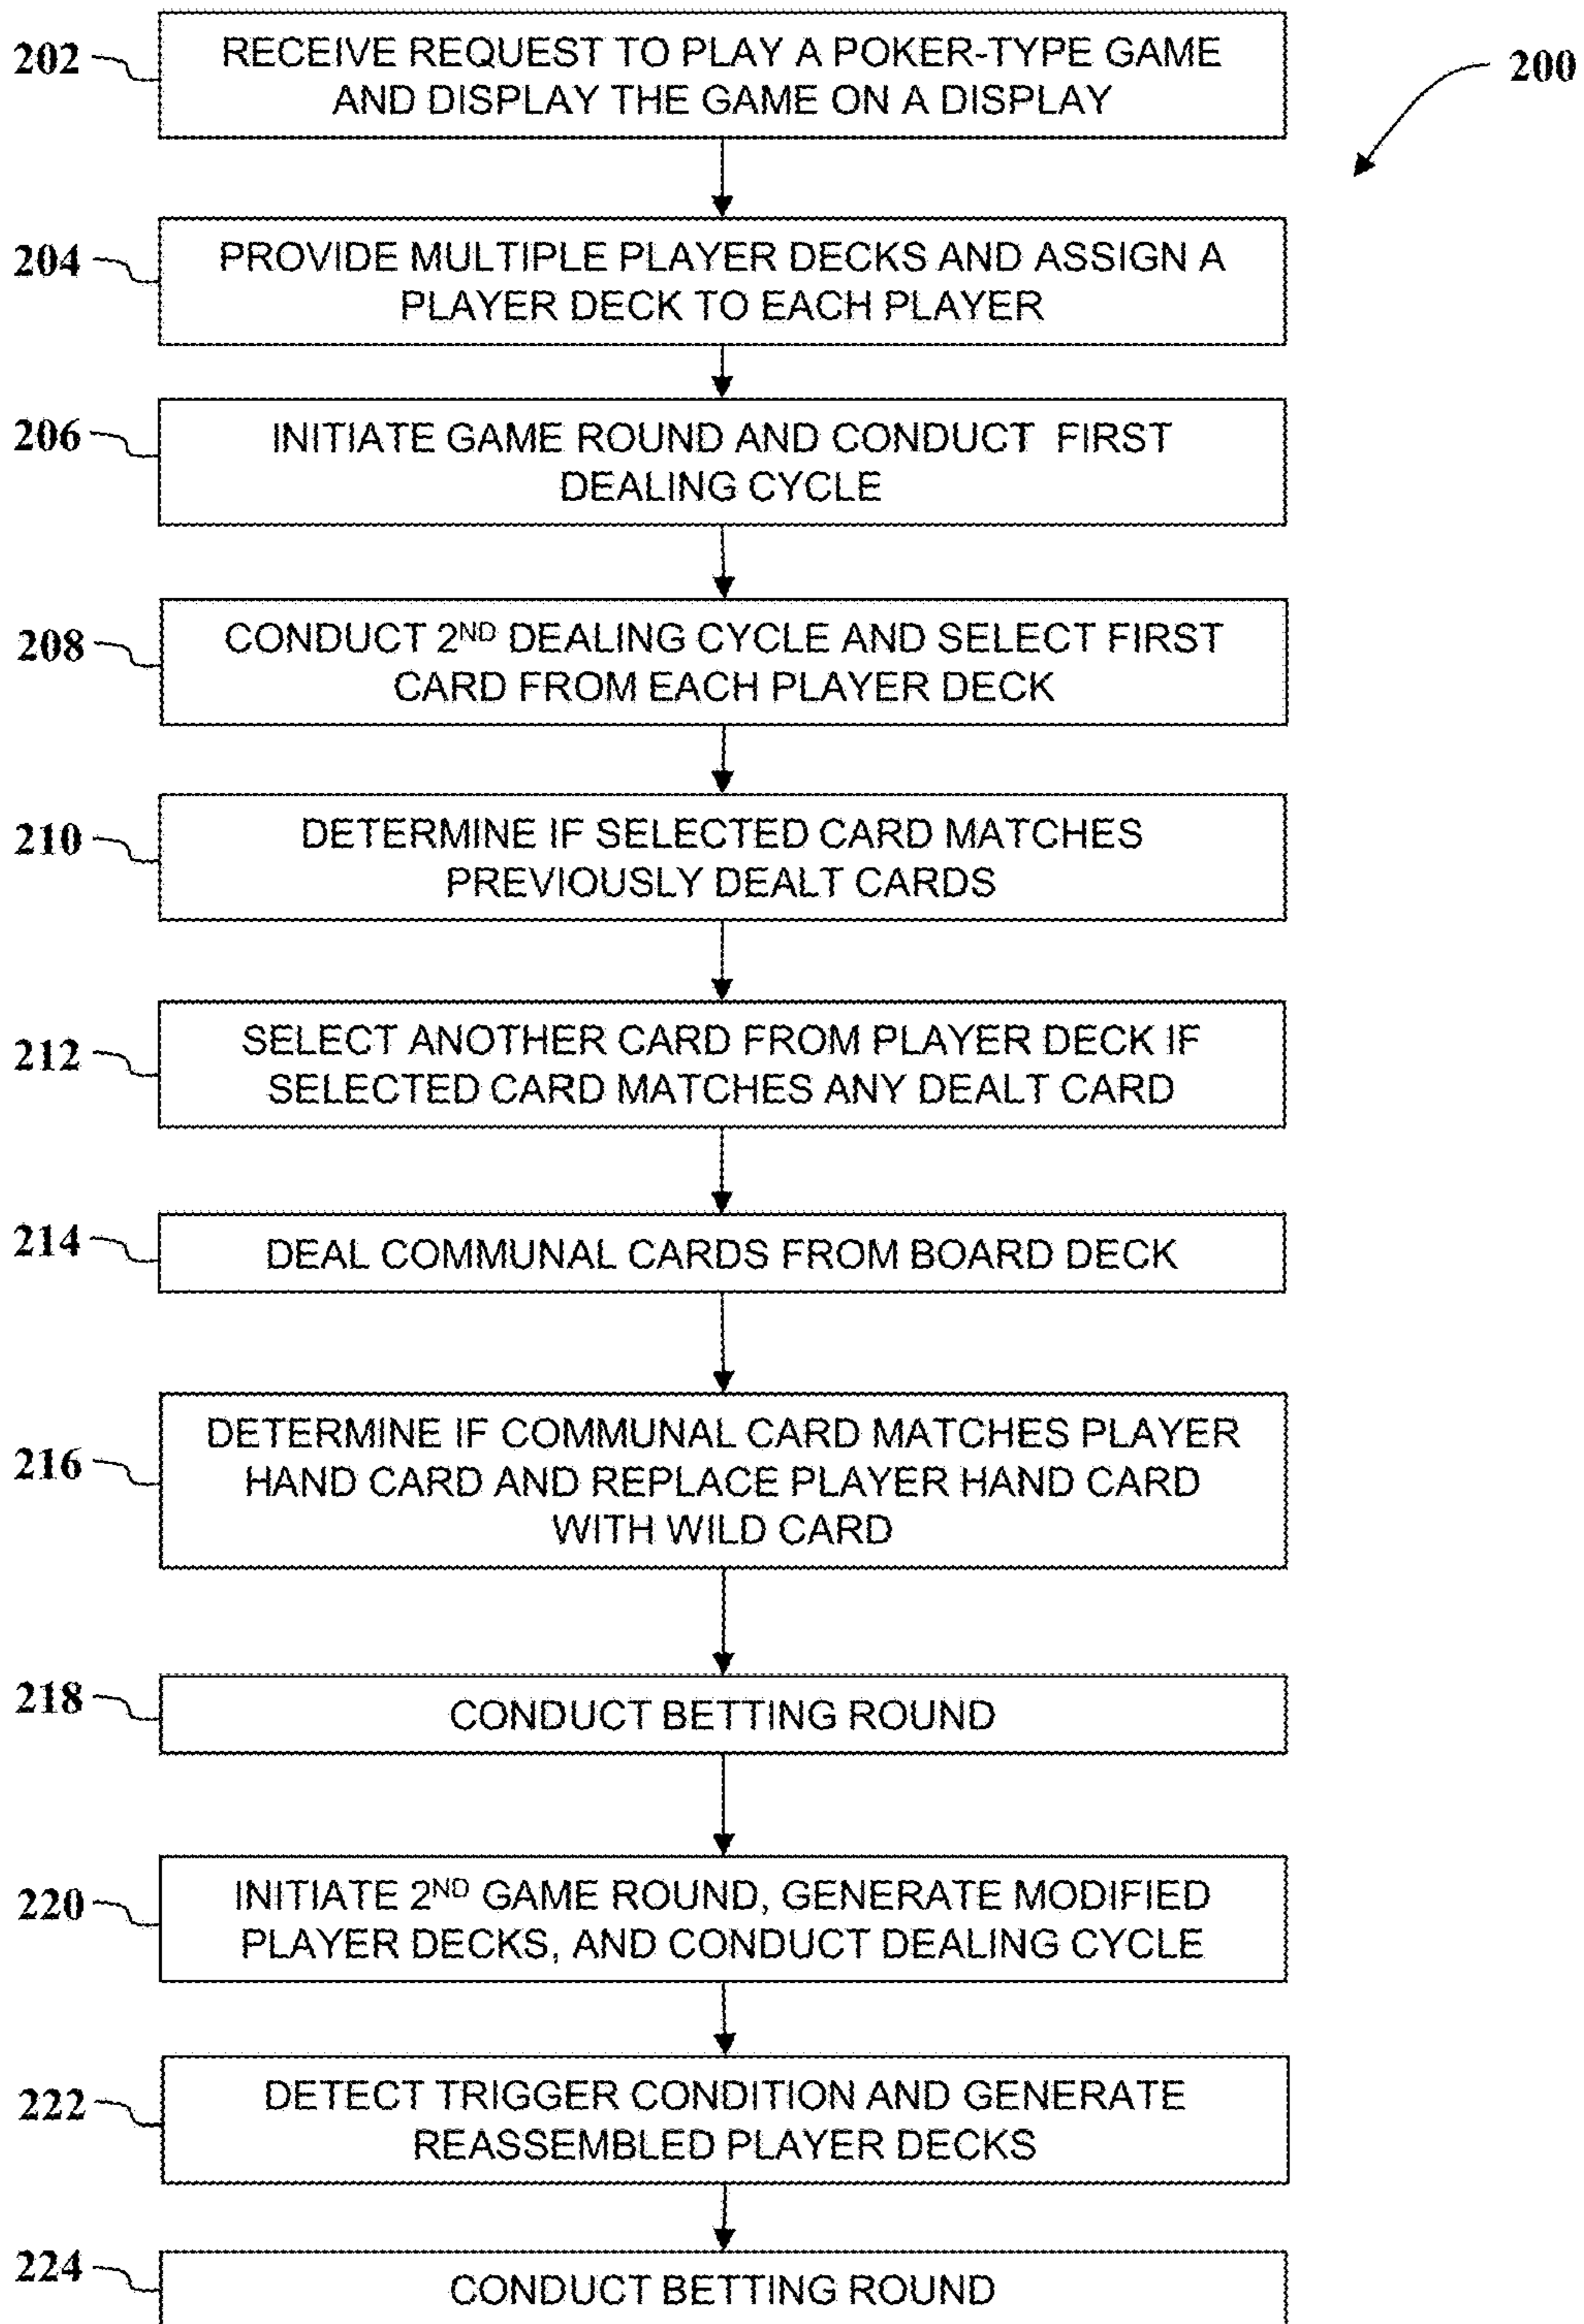 202
RECEIVE REQUEST TO PLAY A POKER-TYPE GAME
AND DISPLAY THE GAME ON A DISPLAY
200
204
PROVIDE MULTIPLE PLAYER DECKS AND ASSIGN A
PLAYER DECK TO EACH PLAYER
206
INITIATE GAME ROUND AND CONDUCT FIRST
DEALING CYCLE
208
CONDUCT 2ND DEALING CYCLE AND SELECT FIRST
CARD FROM EACH PLAYER DECK
210
DETERMINE IF SELECTED CARD MATCHES
PREVIOUSLY DEALT CARDS
212
SELECT ANOTHER CARD FROM PLAYER DECK IF
SELECTED CARD MATCHES ANY DEALT CARD
214
DEAL COMMUNAL CARDS FROM BOARD DECK
216
DETERMINE IF COMMUNAL CARD MATCHES PLAYER
HAND CARD AND REPLACE PLAYER HAND CARD
WITH WILD CARD
218
CONDUCT BETTING ROUND
220
INITIATE 2ND GAME ROUND, GENERATE MODIFIED
PLAYER DECKS, AND CONDUCT DEALING CYCLE
222
DETECT TRIGGER CONDITION AND GENERATE
REASSEMBLED PLAYER DECKS
224
CONDUCT BETTING ROUND